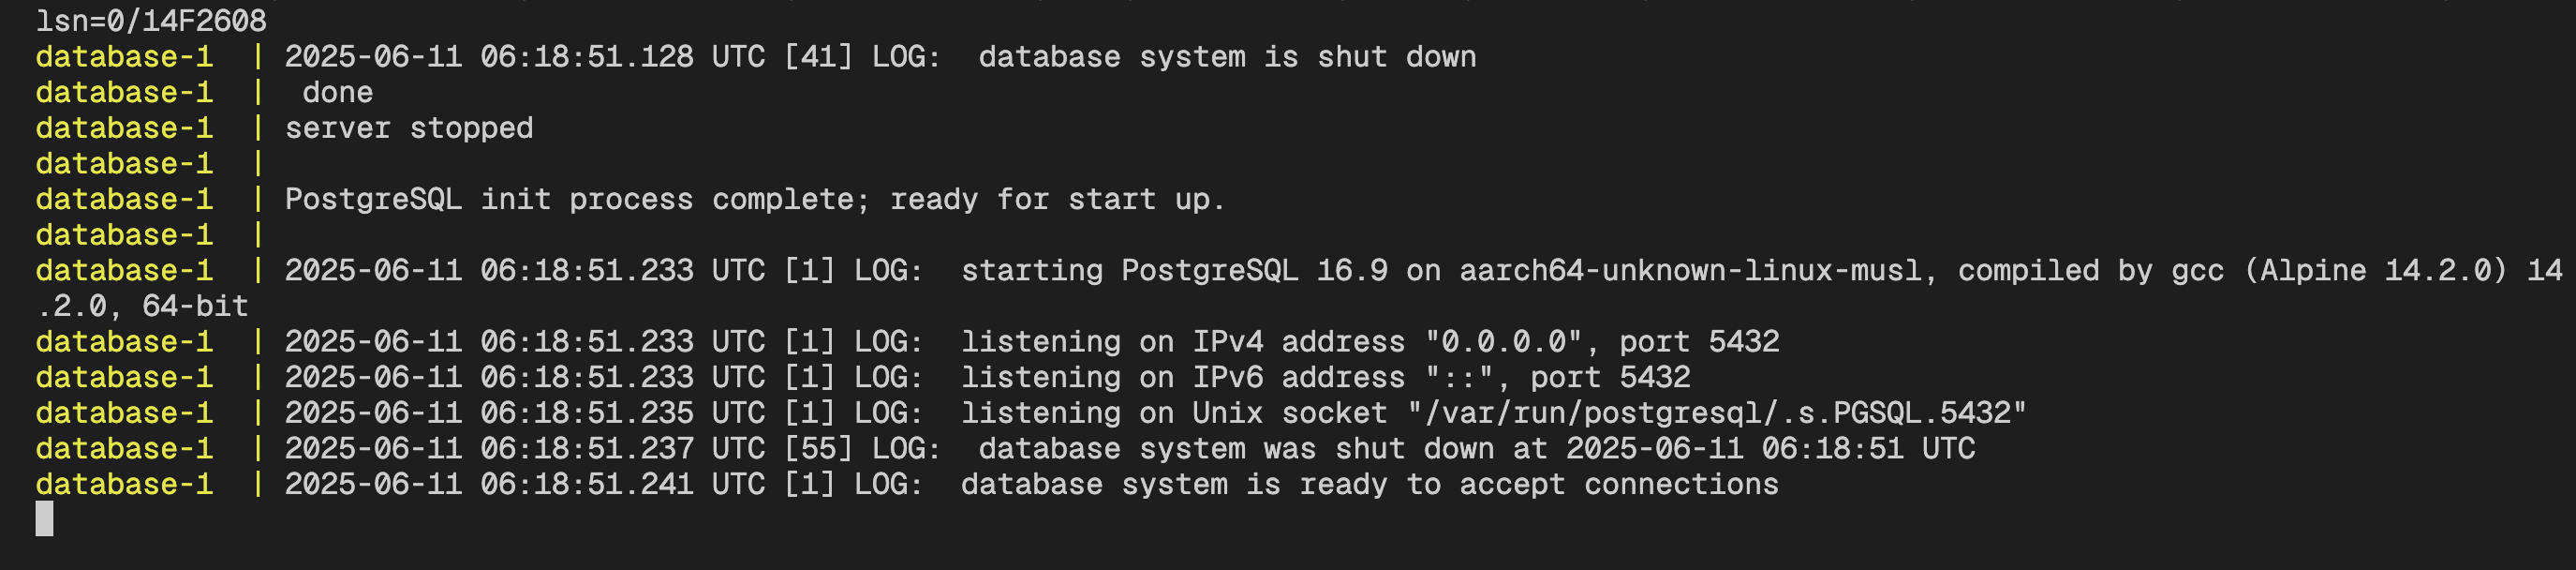 lsn=0/14F2608
database-1  | 2025-06-11 06:18:51.128 UTC [41] LOG:  database system is shut down
database-1  |  done
database-1  | server stopped
database-1  |
database-1  | PostgreSQL init process complete; ready for start up.
database-1  |
database-1  | 2025-06-11 06:18:51.233 UTC [1] LOG:  starting PostgreSQL 16.9 on aarch64-unknown-linux-musl, compiled by gcc (Alpine 14.2.0) 14
.2.0, 64-bit
database-1  | 2025-06-11 06:18:51.233 UTC [1] LOG:  listening on IPv4 address "0.0.0.0", port 5432
database-1  | 2025-06-11 06:18:51.233 UTC [1] LOG:  listening on IPv6 address "::", port 5432
database-1  | 2025-06-11 06:18:51.235 UTC [1] LOG:  listening on Unix socket "/var/run/postgresql/.s.PGSQL.5432"
database-1  | 2025-06-11 06:18:51.237 UTC [55] LOG:  database system was shut down at 2025-06-11 06:18:51 UTC
database-1  | 2025-06-11 06:18:51.241 UTC [1] LOG:  database system is ready to accept connections